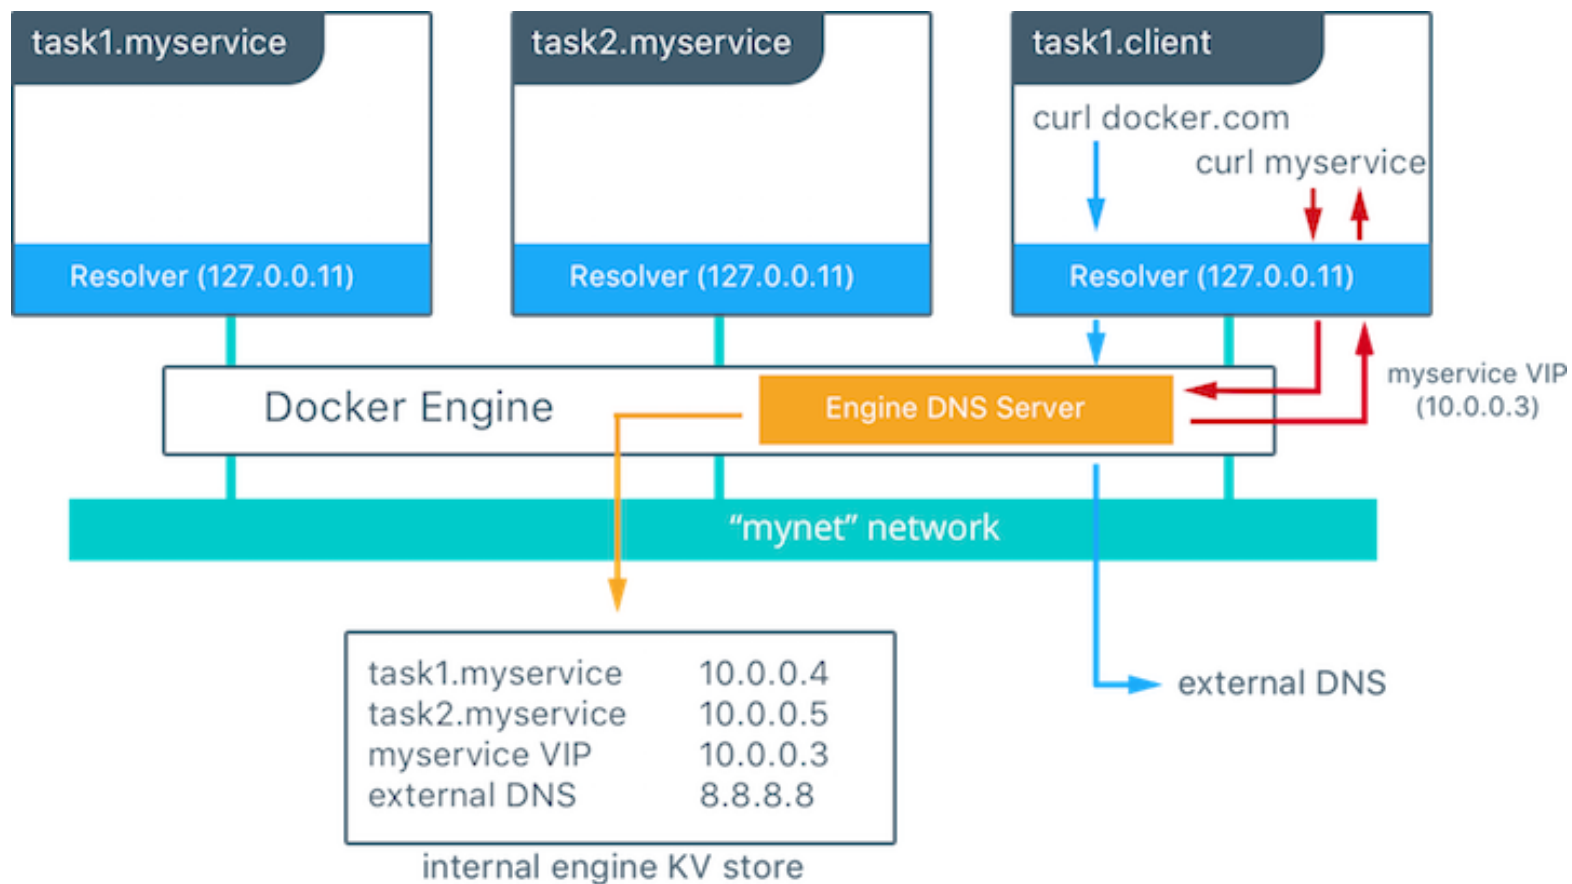 task1.myservice
task2.myservice
task1.client
curl docker.com
curl myservice
Resolver (127.0.0.11)
Resolver (127.0.0.11)
Resolver (127.0.0.11)
myservice VIP
(10.0.0.3)
Docker Engine
Engine DNS Server
“mynet” network
task1.myservice 10.0.0.4
task2.myservice 10.0.0.5
myservice VIP 10.0.0.3
external DNS 8.8.8.8
external DNS
internal engine KV store